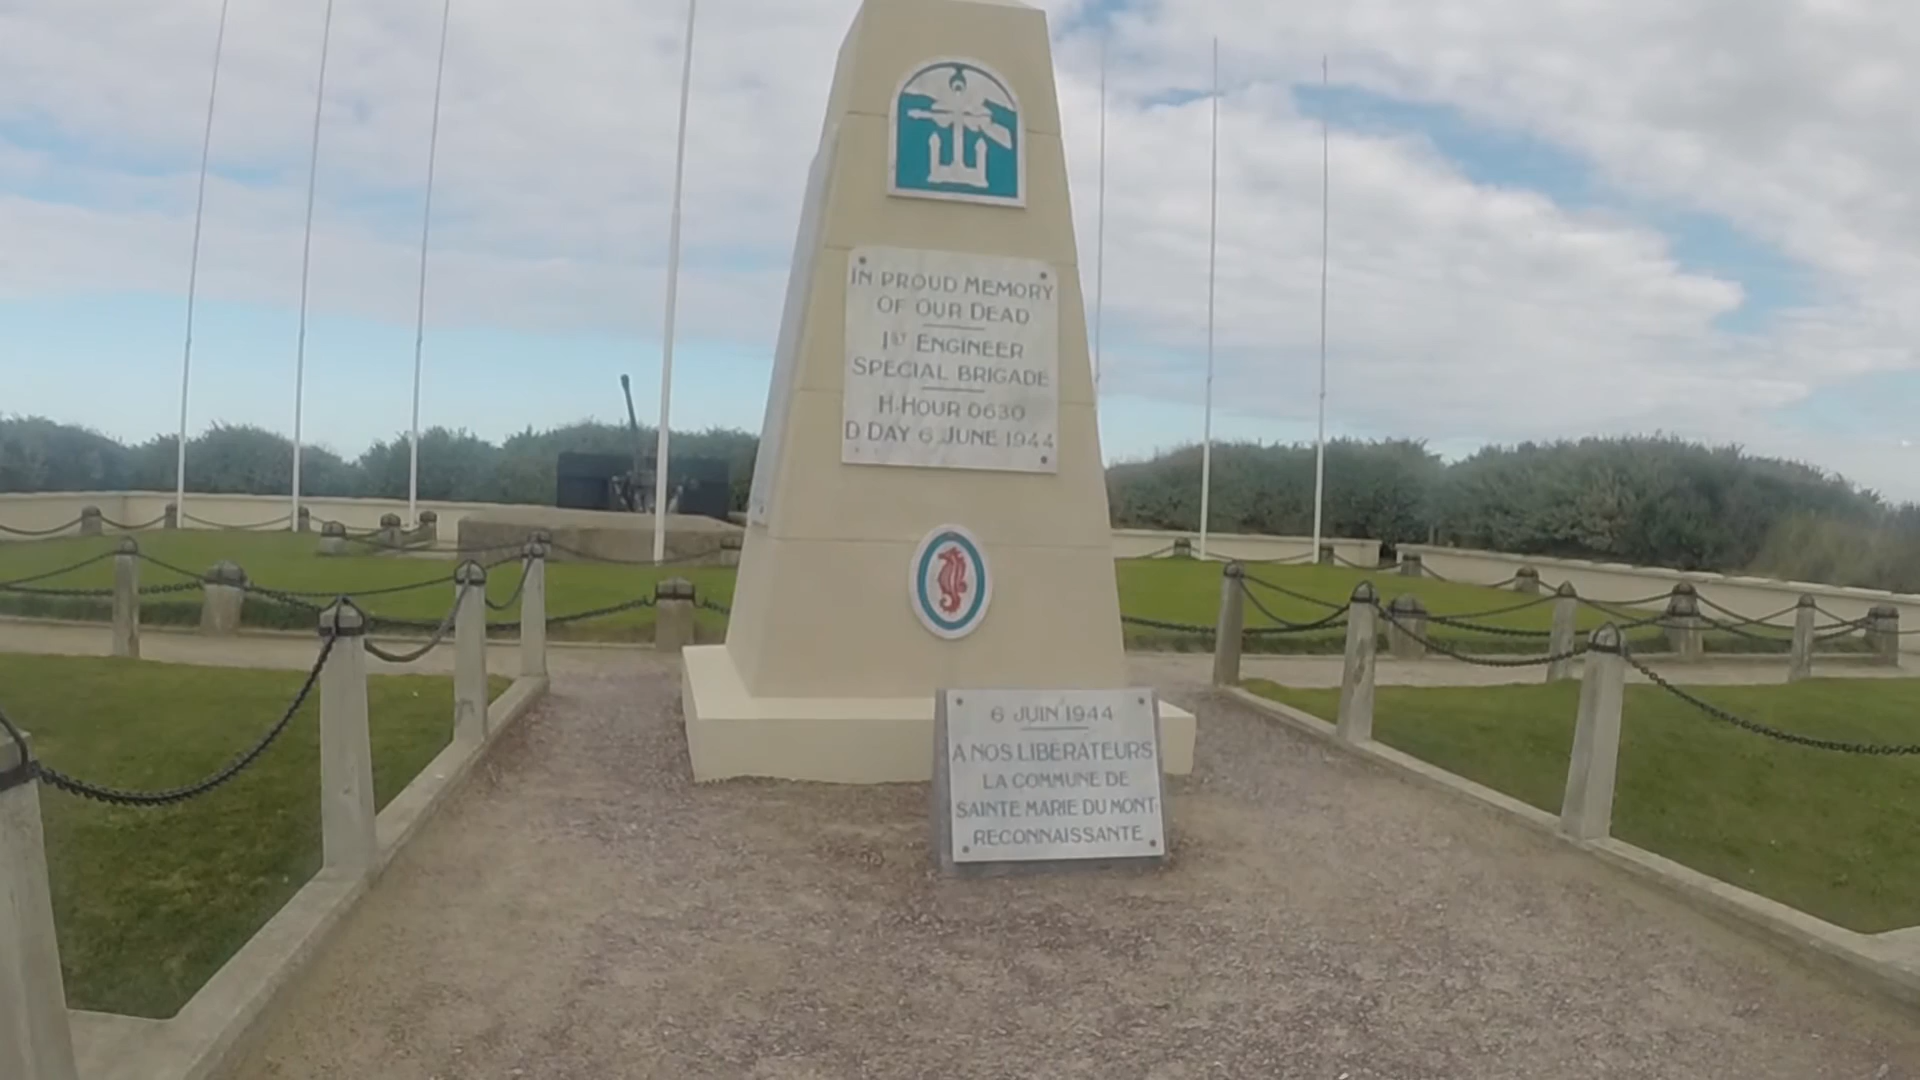 IN PROUD MEMORY
OF OUR DEAD
1ST ENGINEER
SPECIAL BRIGADE
H-HOUR 0630
D DAY 6 JUNE 1944
6 JUIN 1944
A NOS LIBÉRATEURS
LA COMMUNE DE
SAINTE MARIE DU MONT
RECONNAISSANTE